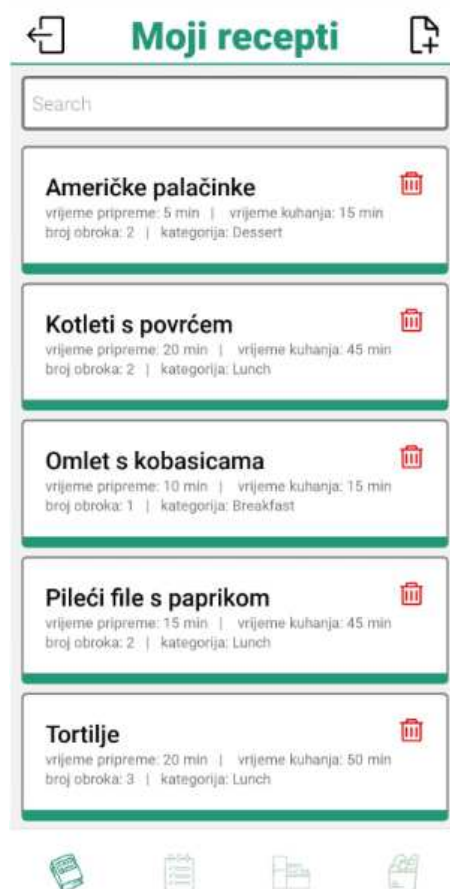 Moji recepti
Search
Američke palačinke
vrijeme pripreme: 5 min | vrijeme kuhanja: 15 min
broj obroka: 2 | kategorija: Dessert
Kotleti s povrćem
vrijeme pripreme: 20 min | vrijeme kuhanja: 45 min
broj obroka: 2 | kategorija: Lunch
Omlet s kobasicama
vrijeme pripreme: 10 min | vrijeme kuhanja: 15 min
broj obroka: 1 | kategorija: Breakfast
Pileći file s paprikom
vrijeme pripreme: 15 min | vrijeme kuhanja: 45 min
broj obroka: 2 | kategorija: Lunch
Tortilje
vrijeme pripreme: 20 min | vrijeme kuhanja: 50 min
broj obroka: 3 | kategorija: Lunch